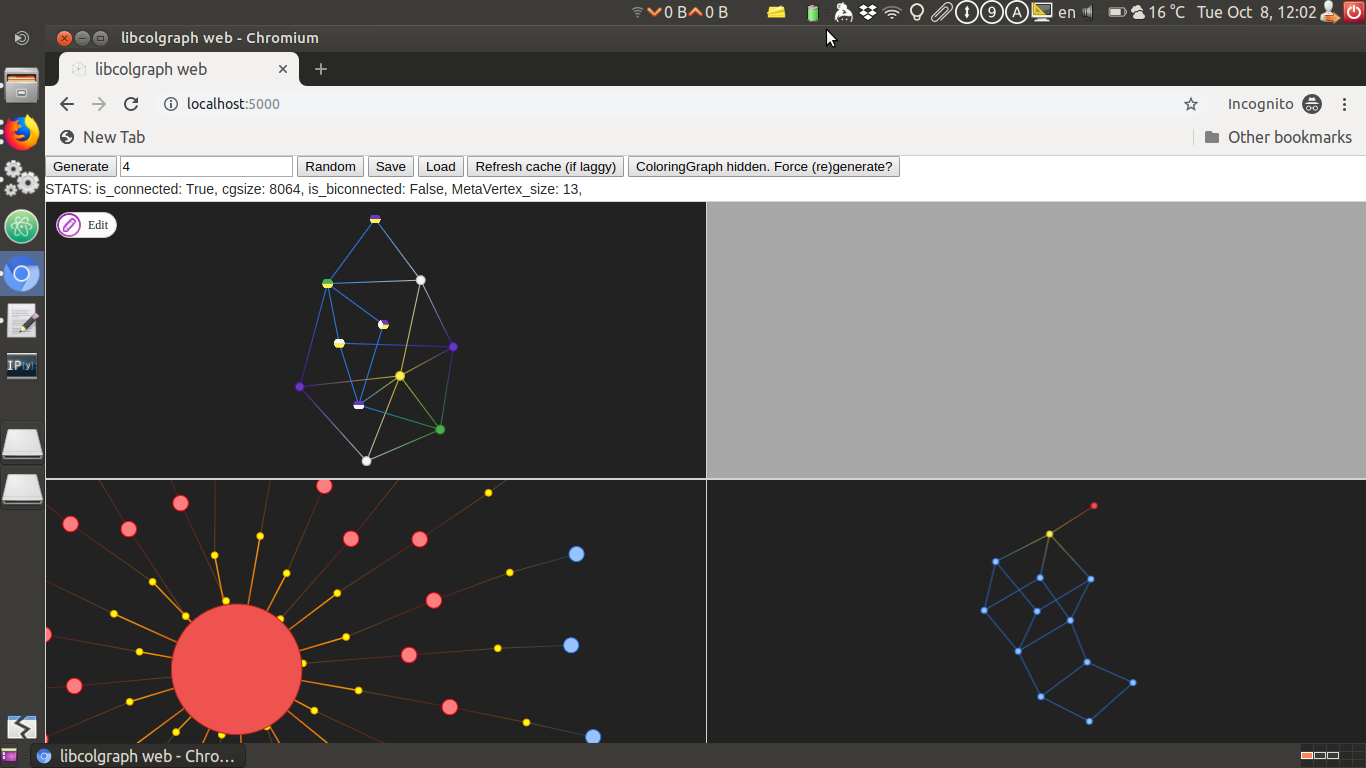 0 B 0 B 9 A en 16 °C Tue Oct 8, 12:02
libcolgraph web - Chromium
libcolgraph web
localhost:5000
Incognito
New Tab
Other bookmarks
Generate 4 Random Save Load Refresh cache (if laggy) ColoringGraph hidden. Force (re)generate?
STATS: is_connected: True, cgsize: 8064, is_biconnected: False, MetaVertex_size: 13,
Edit
IP[y]
libcolgraph web - Chro...